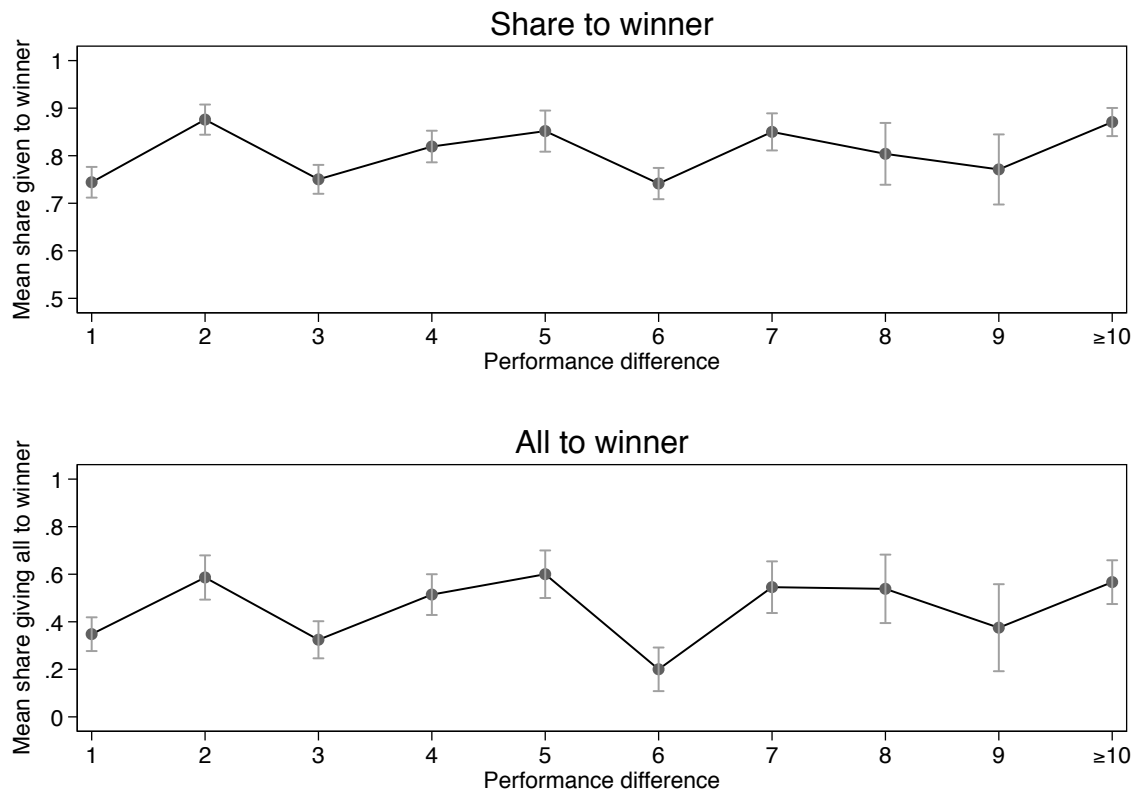 Share to winner
Mean share given to winner
1
.9
.8
.7
.6
.5
1 2 3 4 5 6 7 8 9 ≥10
Performance difference
All to winner
Mean share giving all to winner
1
.8
.6
.4
.2
0
1 2 3 4 5 6 7 8 9 ≥10
Performance difference